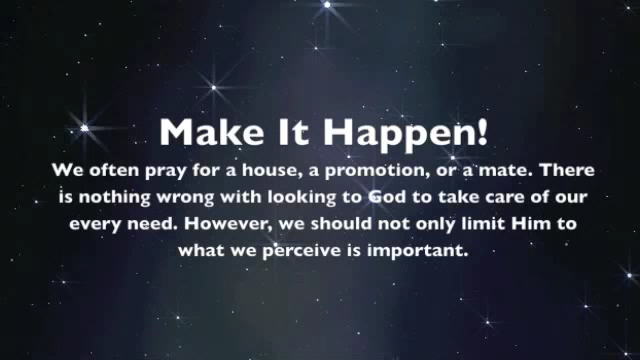 Make It Happen!
We often pray for a house, a promotion, or a mate. There
is nothing wrong with looking to God to take care of our
every need. However, we should not only limit Him to
what we perceive is important.